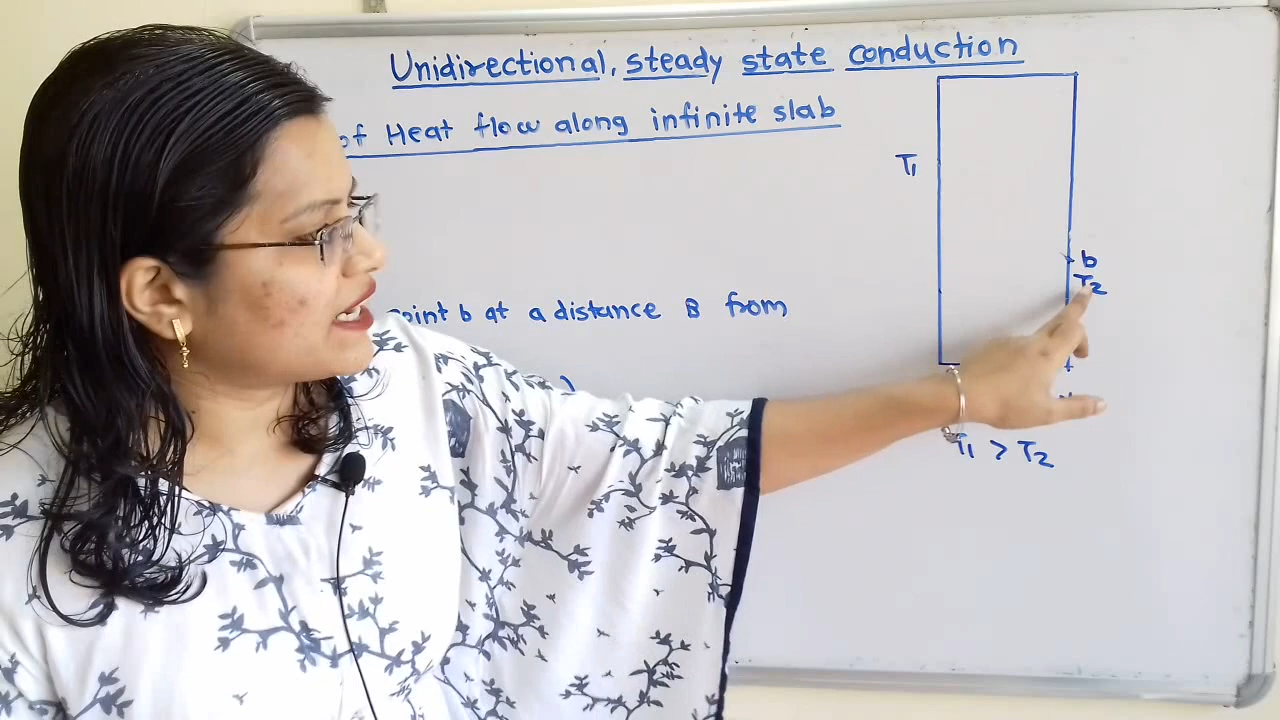 Unidirectional, steady state conduction
of Heat flow along infinite slab
T1
b
T2
point b at a distance B from
T1 > T2